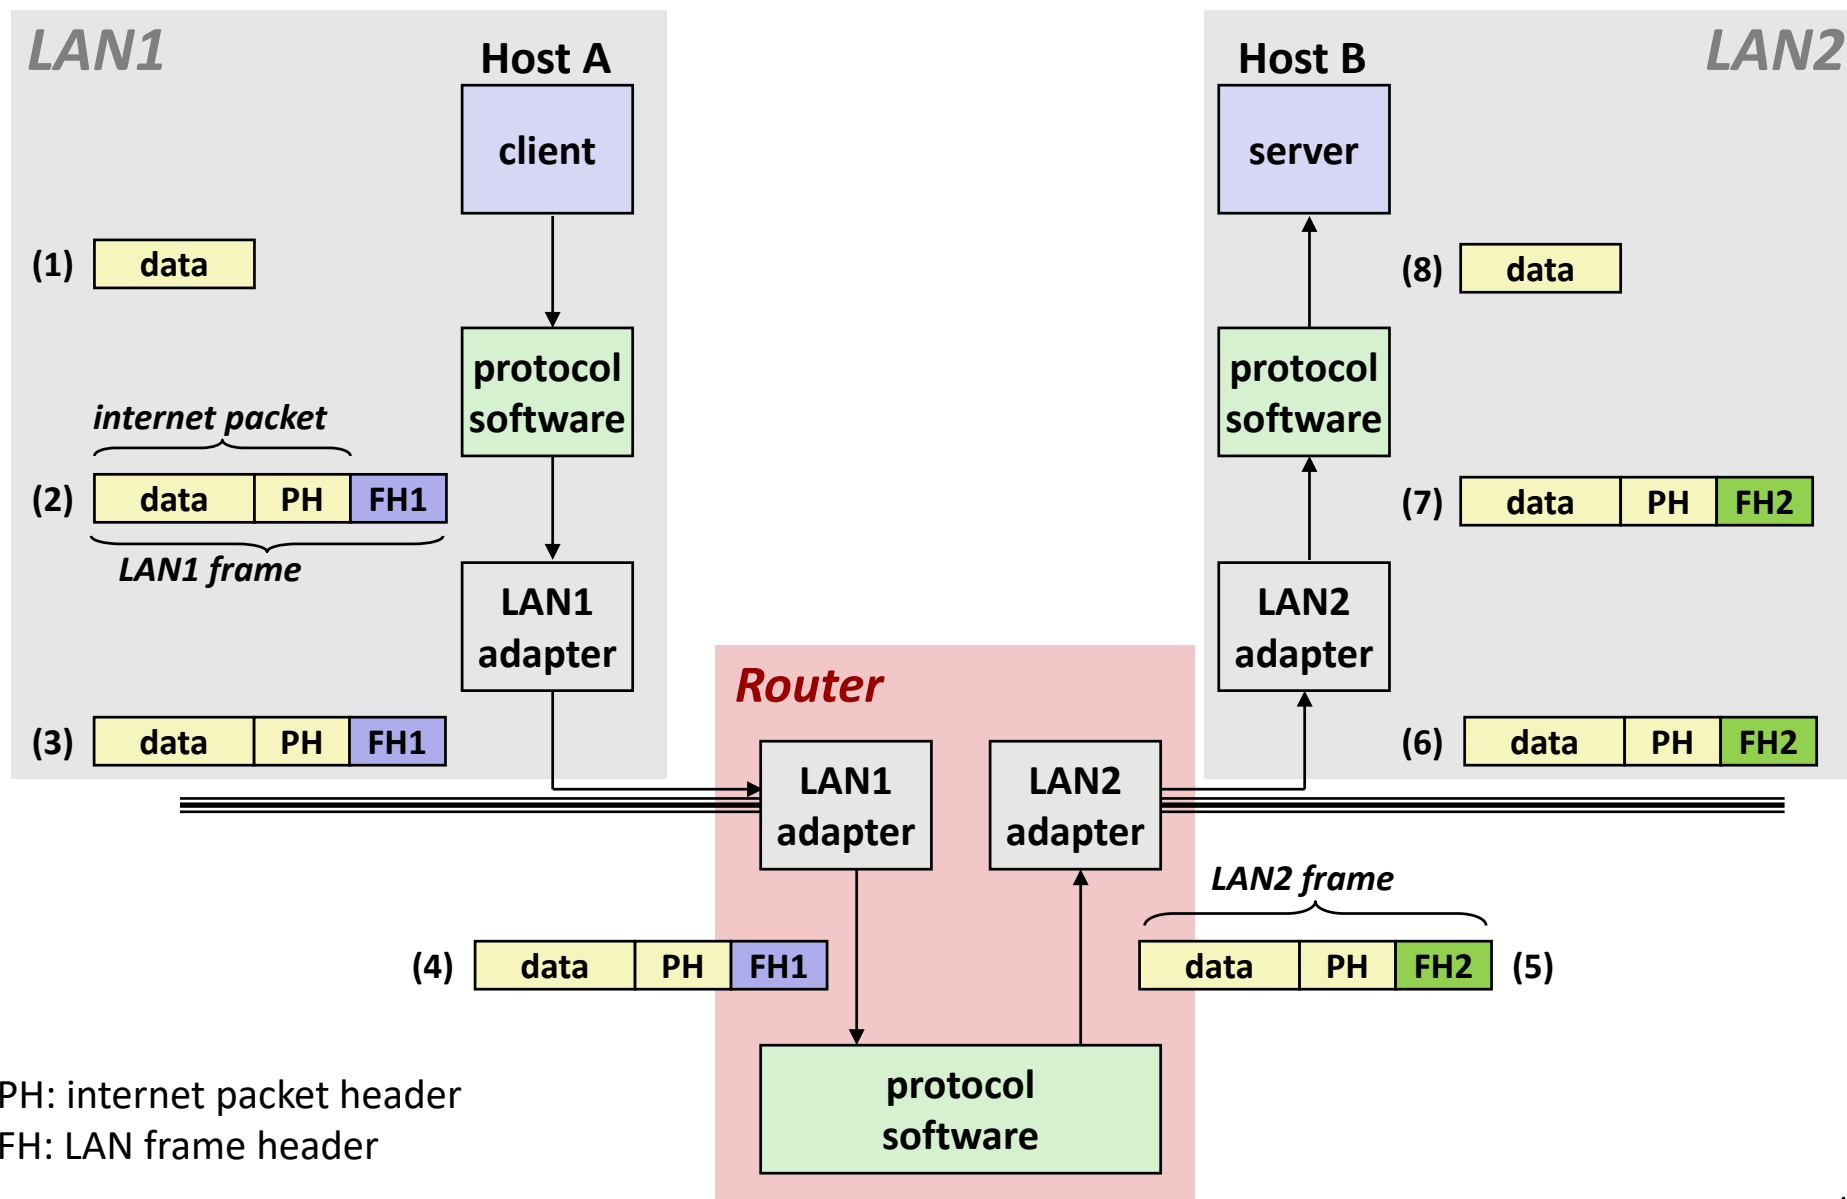 LAN1
Host A
client
(1) data
protocol
software
internet packet
(2) data PH FH1
LAN1 frame
LAN1
adapter
(3) data PH FH1
Host B
LAN2
server
(8) data
protocol
software
(7) data PH FH2
LAN2
adapter
(6) data PH FH2
Router
LAN1
adapter
LAN2
adapter
LAN2 frame
(4) data PH FH1
data PH FH2 (5)
protocol
software
PH: internet packet header
FH: LAN frame header